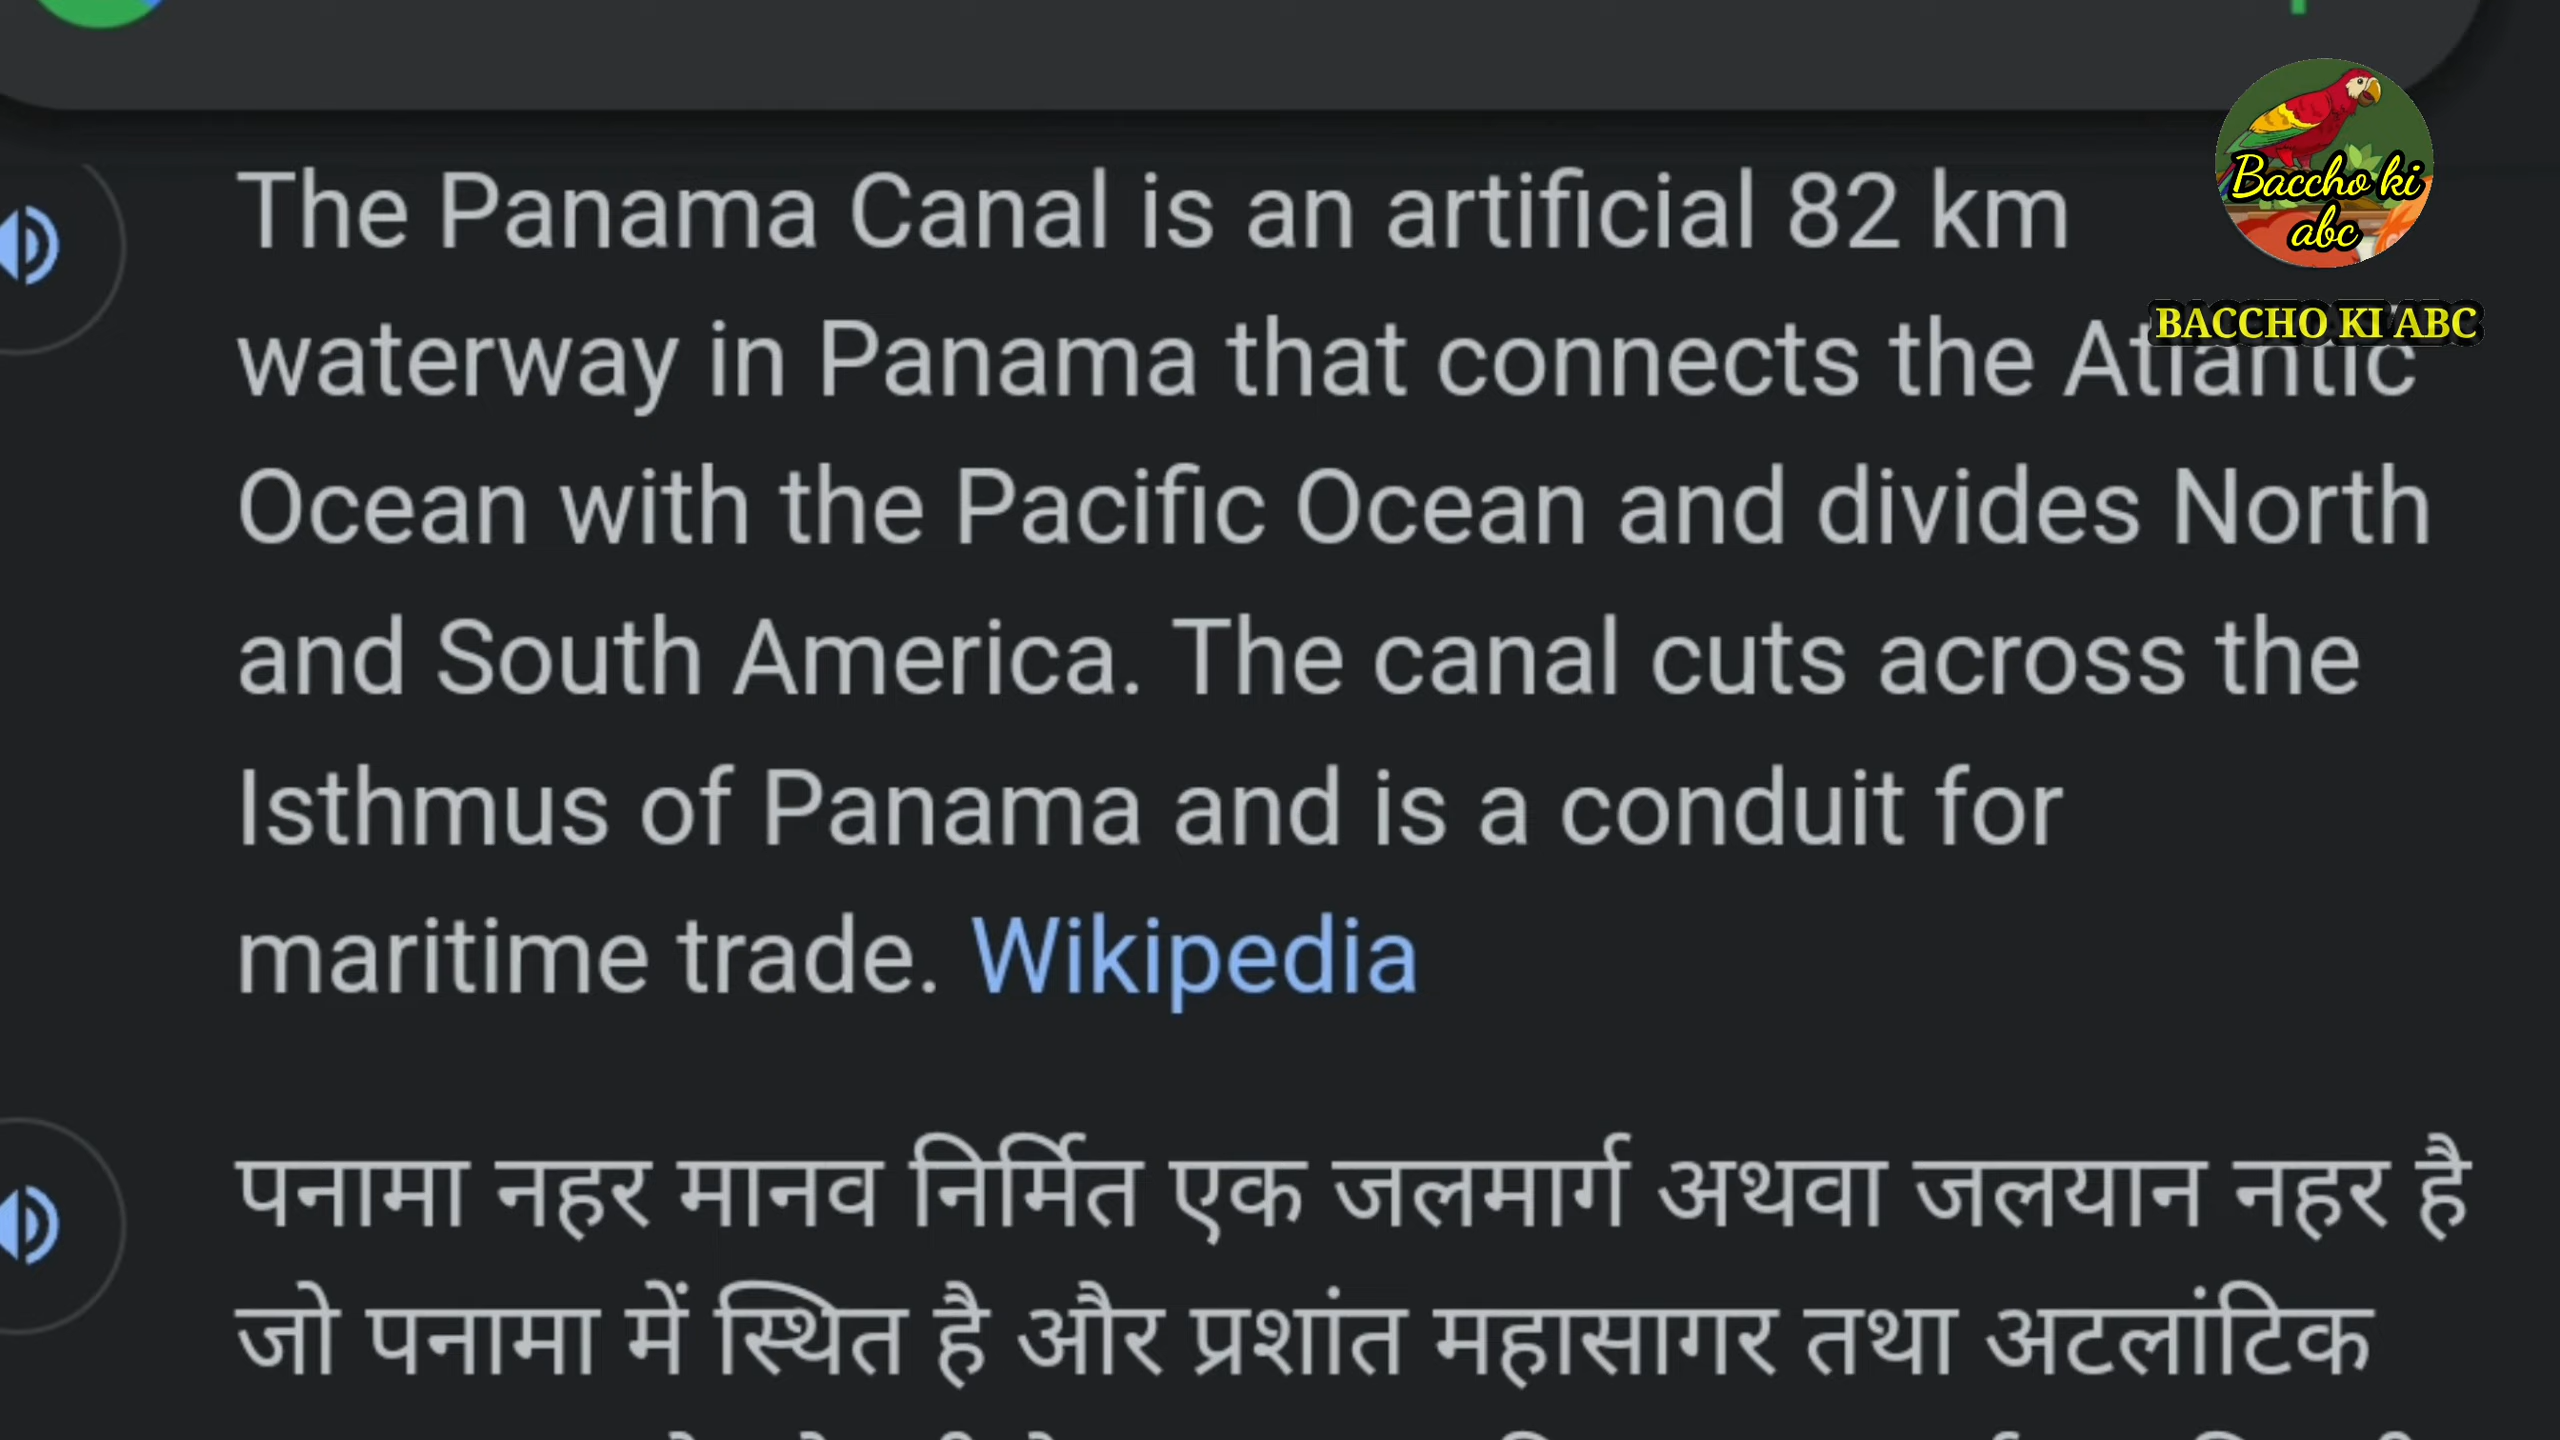 The Panama Canal is an artificial 82 km
waterway in Panama that connects the Atlantic
Ocean with the Pacific Ocean and divides North
and South America. The canal cuts across the
Isthmus of Panama and is a conduit for
maritime trade. Wikipedia
पनामा नहर मानव निर्मित एक जलमार्ग अथवा जलयान नहर है
जो पनामा में स्थित है और प्रशांत महासागर तथा अटलांटिक
Baccho ki
abc
BACCHO KI ABC